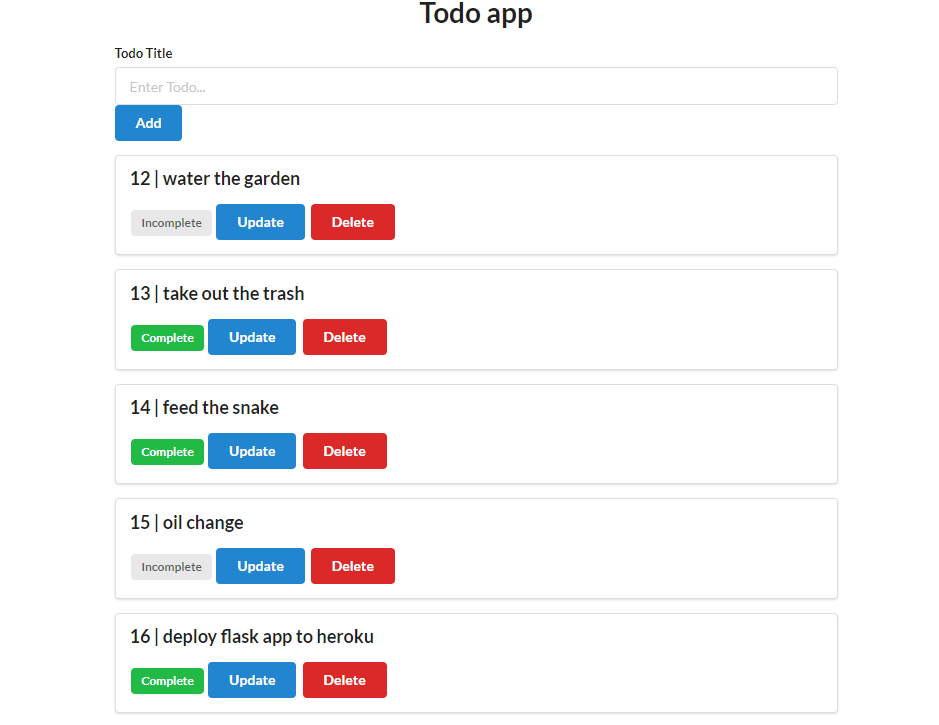 Todo app
Todo Title
Enter Todo...
Add
12 | water the garden
Incomplete Update Delete
13 | take out the trash
Complete Update Delete
14 | feed the snake
Complete Update Delete
15 | oil change
Incomplete Update Delete
16 | deploy flask app to heroku
Complete Update Delete